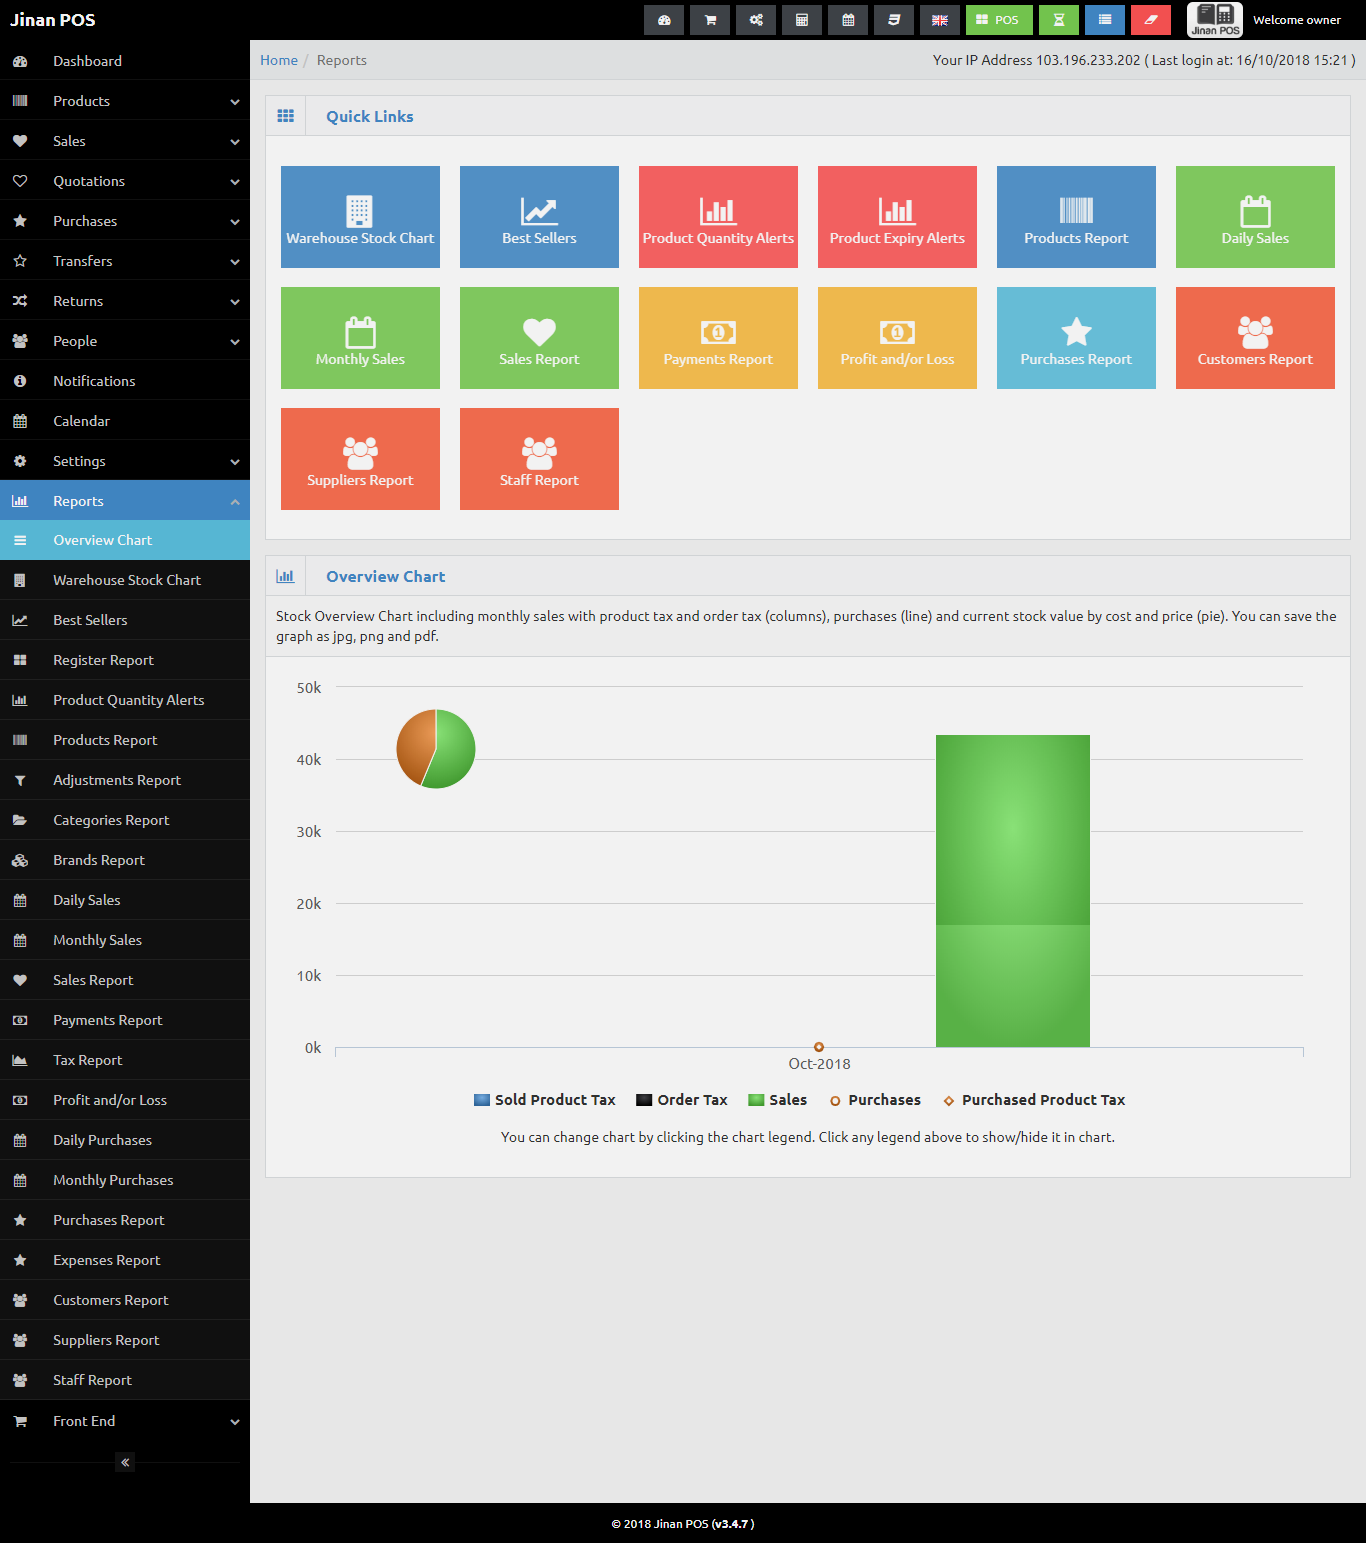 Jinan POS
POS
Jinan POS
Welcome owner
Home / Reports
Your IP Address 103.196.233.202 ( Last login at: 16/10/2018 15:21 )
Dashboard
Products
Sales
Quotations
Purchases
Transfers
Returns
People
Notifications
Calendar
Settings
Reports
Overview Chart
Warehouse Stock Chart
Best Sellers
Register Report
Product Quantity Alerts
Products Report
Adjustments Report
Categories Report
Brands Report
Daily Sales
Monthly Sales
Sales Report
Payments Report
Tax Report
Profit and/or Loss
Daily Purchases
Monthly Purchases
Purchases Report
Expenses Report
Customers Report
Suppliers Report
Staff Report
Front End
Quick Links
Warehouse Stock Chart
Best Sellers
Product Quantity Alerts
Product Expiry Alerts
Products Report
Daily Sales
Monthly Sales
Sales Report
Payments Report
Profit and/or Loss
Purchases Report
Customers Report
Suppliers Report
Staff Report
Overview Chart
Stock Overview Chart including monthly sales with product tax and order tax (columns), purchases (line) and current stock value by cost and price (pie). You can save the
graph as jpg, png and pdf.
50k
40k
30k
20k
10k
0k
Oct-2018
Sold Product Tax
Order Tax
Sales
Purchases
Purchased Product Tax
You can change chart by clicking the chart legend. Click any legend above to show/hide it in chart.
© 2018 Jinan POS (v3.4.7 )